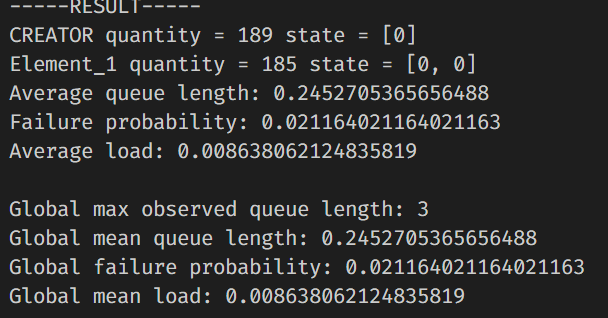 -----RESULT-----
CREATOR quantity = 189 state = [0]
Element_1 quantity = 185 state = [0, 0]
Average queue length: 0.2452705365656488
Failure probability: 0.021164021164021163
Average load: 0.008638062124835819
Global max observed queue length: 3
Global mean queue length: 0.2452705365656488
Global failure probability: 0.021164021164021163
Global mean load: 0.008638062124835819